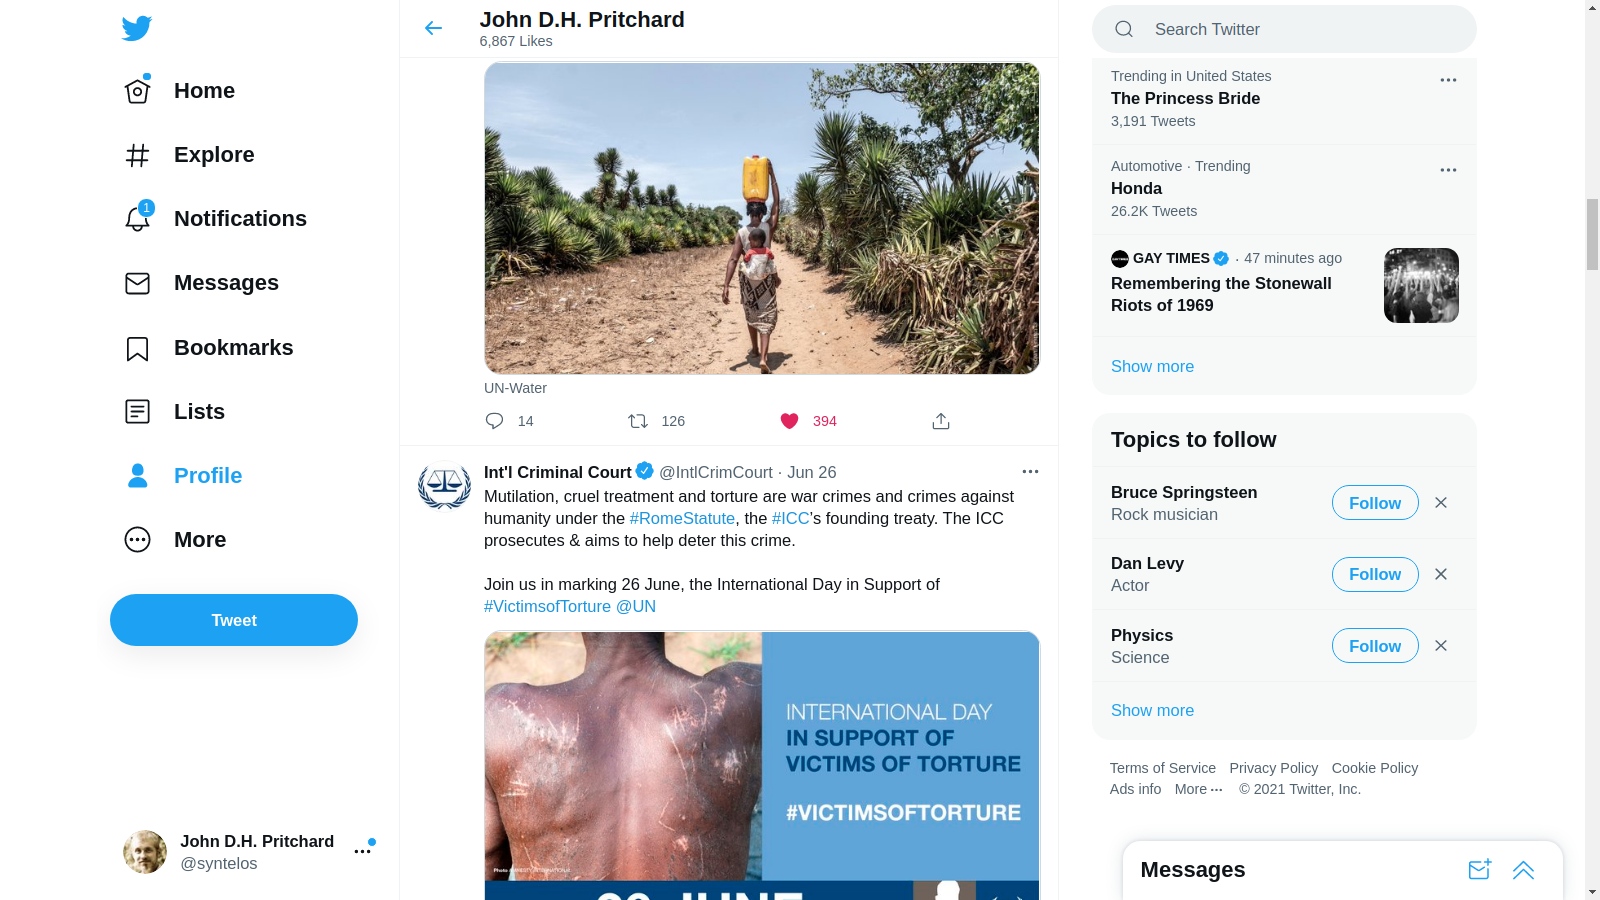 John D.H. Pritchard
6,867 Likes
Home
Explore
1
Notifications
Messages
Bookmarks
Lists
Profile
More
Tweet
John D.H. Pritchard
@syntelos
UN-Water
14
126
394
Int'l Criminal Court @IntlCrimCourt · Jun 26
Mutilation, cruel treatment and torture are war crimes and crimes against
humanity under the #RomeStatute, the #ICC's founding treaty. The ICC
prosecutes & aims to help deter this crime.
Join us in marking 26 June, the International Day in Support of
#VictimsofTorture @UN
INTERNATIONAL DAY
IN SUPPORT OF
VICTIMS OF TORTURE
#VICTIMSOFTORTURE
Search Twitter
Trending in United States
The Princess Bride
3,191 Tweets
Automotive · Trending
Honda
26.2K Tweets
GAY TIMES · 47 minutes ago
Remembering the Stonewall
Riots of 1969
Show more
Topics to follow
Bruce Springsteen
Rock musician
Follow
Dan Levy
Actor
Follow
Physics
Science
Follow
Show more
Terms of Service Privacy Policy Cookie Policy
Ads info More ··· © 2021 Twitter, Inc.
Messages